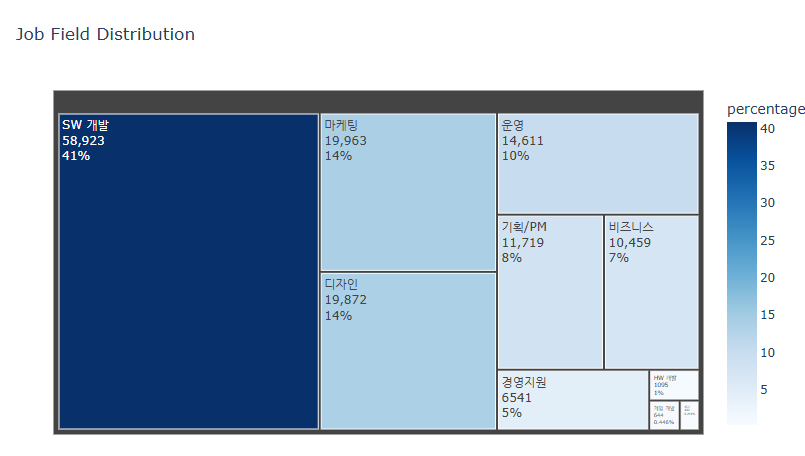 Job Field Distribution
SW 개발
58,923
41%
마케팅
19,963
14%
디자인
19,872
14%
운영
14,611
10%
기획/PM
11,719
8%
비즈니스
10,459
7%
경영지원
6541
5%
HW 개발
1095
1%
게임 개발
644
0.446%
percentage
40
35
30
25
20
15
10
5